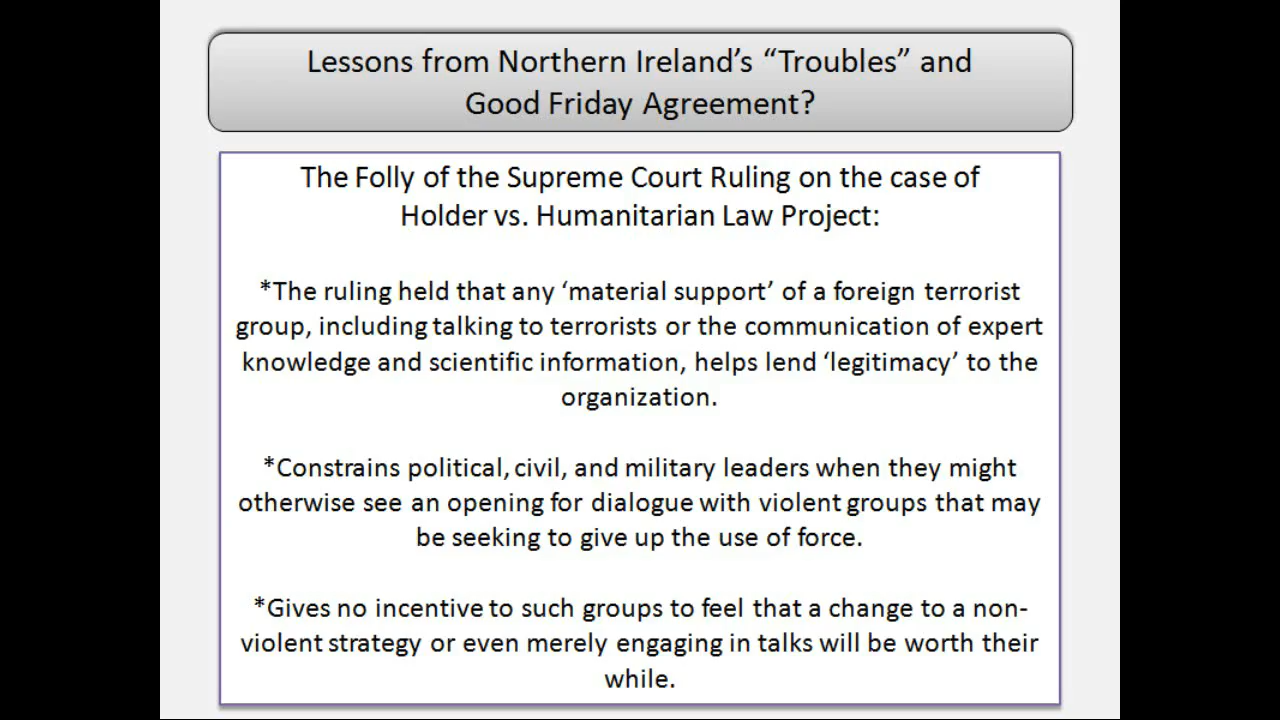 Lessons from Northern Ireland's “Troubles” and
Good Friday Agreement?
The Folly of the Supreme Court Ruling on the case of
Holder vs. Humanitarian Law Project:
*The ruling held that any ‘material support’ of a foreign terrorist
group, including talking to terrorists or the communication of expert
knowledge and scientific information, helps lend ‘legitimacy’ to the
organization.
*Constrains political, civil, and military leaders when they might
otherwise see an opening for dialogue with violent groups that may
be seeking to give up the use of force.
*Gives no incentive to such groups to feel that a change to a non-
violent strategy or even merely engaging in talks will be worth their
while.